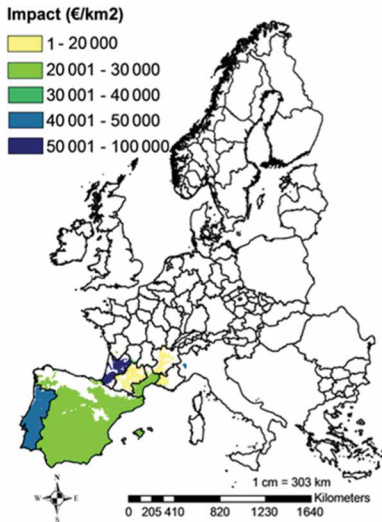 Impact (€/km2)
1 - 20 000
20 001 - 30 000
30 001 - 40 000
40 001 - 50 000
50 001 - 100 000
N
W E
S
1 cm = 303 km
Kilometers
0 205 410 820 1230 1640